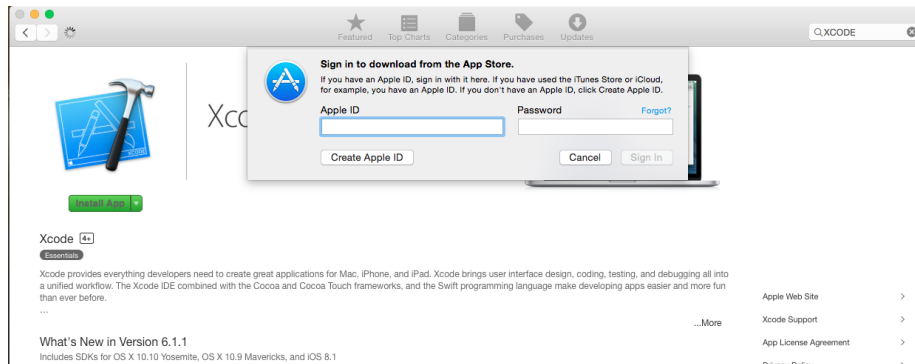 Featured Top Charts Categories Purchases Updates
XCODE
Sign in to download from the App Store.
If you have an Apple ID, sign in with it here. If you have used the iTunes Store or iCloud,
for example, you have an Apple ID. If you don't have an Apple ID, click Create Apple ID.
Apple ID Password Forgot?
Create Apple ID Cancel Sign In
Xco
XCODE
Install App
Xcode 4+
Essentials
Xcode provides everything developers need to create great applications for Mac, iPhone, and iPad. Xcode brings user interface design, coding, testing, and debugging all into
a unified workflow. The Xcode IDE combined with the Cocoa and Cocoa Touch frameworks, and the Swift programming language make developing apps easier and more fun
than ever before.
...
...More
What's New in Version 6.1.1
Includes SDKs for OS X 10.10 Yosemite, OS X 10.9 Mavericks, and iOS 8.1
Apple Web Site
Xcode Support
App License Agreement
Privacy Policy